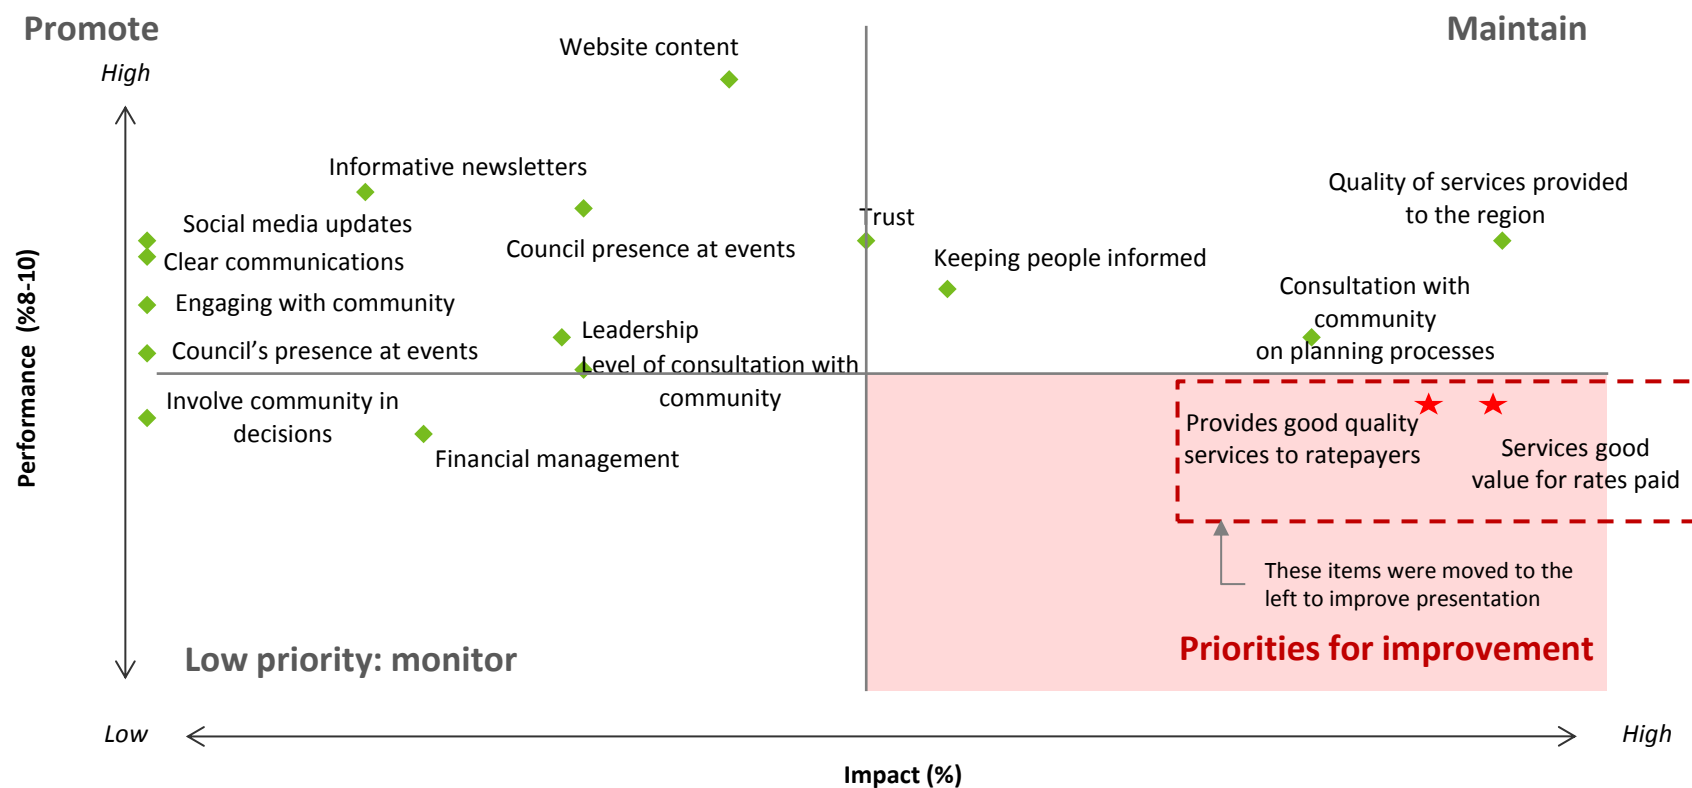 Promote
Maintain
Website content
High
Informative newsletters
Quality of services provided
to the region
Social media updates
Trust
Council presence at events
Clear communications
Keeping people informed
Consultation with
community
on planning processes
Engaging with community
Leadership
Council's presence at events
Level of consultation with
community
Performance (%8-10)
Involve community in
decisions
Financial management
Provides good quality
services to ratepayers
Services good
value for rates paid
These items were moved to the
left to improve presentation
Low priority: monitor
Priorities for improvement
Low
High
Impact (%)